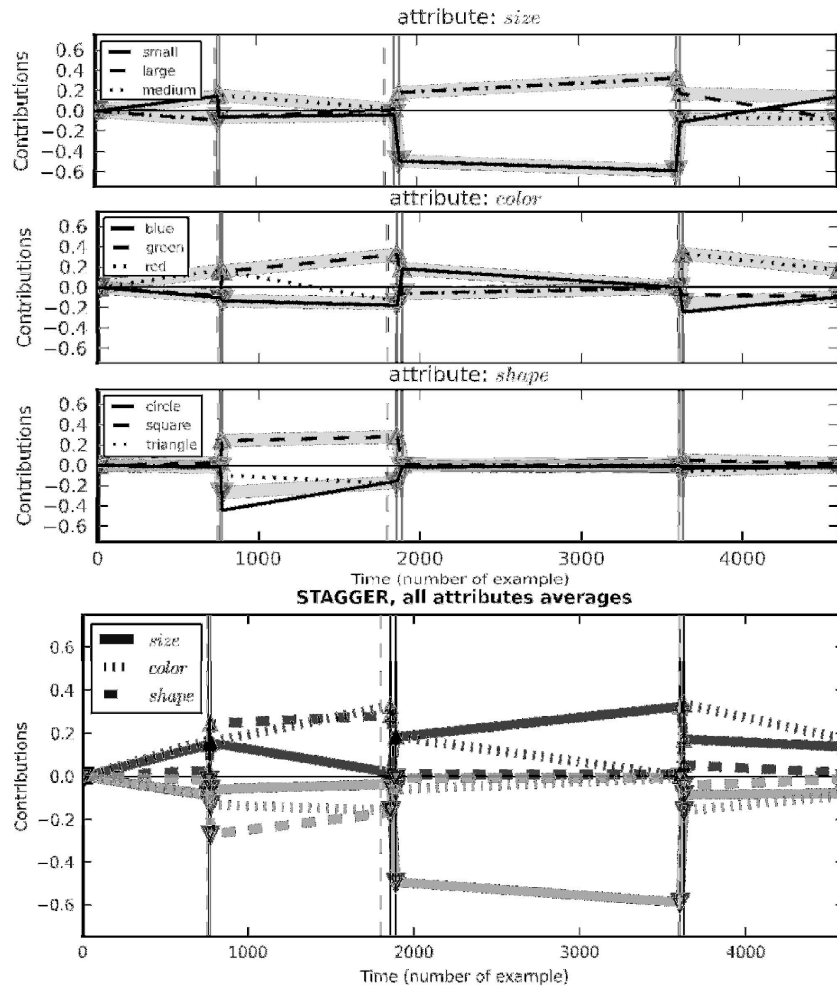 attribute: size
0.6
0.4
0.2
0.0
−0.2
−0.4
−0.6
Contributions
small
large
medium
0
1000
2000
3000
4000
attribute: color
0.6
0.4
0.2
0.0
−0.2
−0.4
−0.6
Contributions
blue
green
red
attribute: shape
0.6
0.4
0.2
0.0
−0.2
−0.4
−0.6
Contributions
circle
square
triangle
0
1000
2000
3000
4000
Time (number of example)
STAGGER, all attributes averages
0.6
0.4
0.2
0.0
−0.2
−0.4
−0.6
Contributions
size
color
shape
0
1000
2000
3000
4000
Time (number of example)